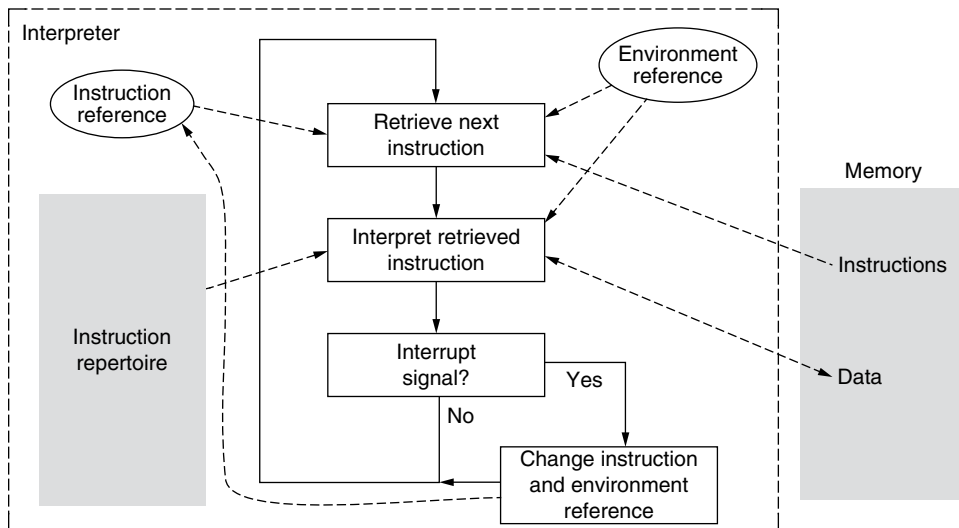 Interpreter
Environment
reference
Instruction
reference
Retrieve next
instruction
Memory
Interpret retrieved
instruction
Instructions
Instruction
repertoire
Interrupt
signal?
Yes
Data
No
Change instruction
and environment
reference